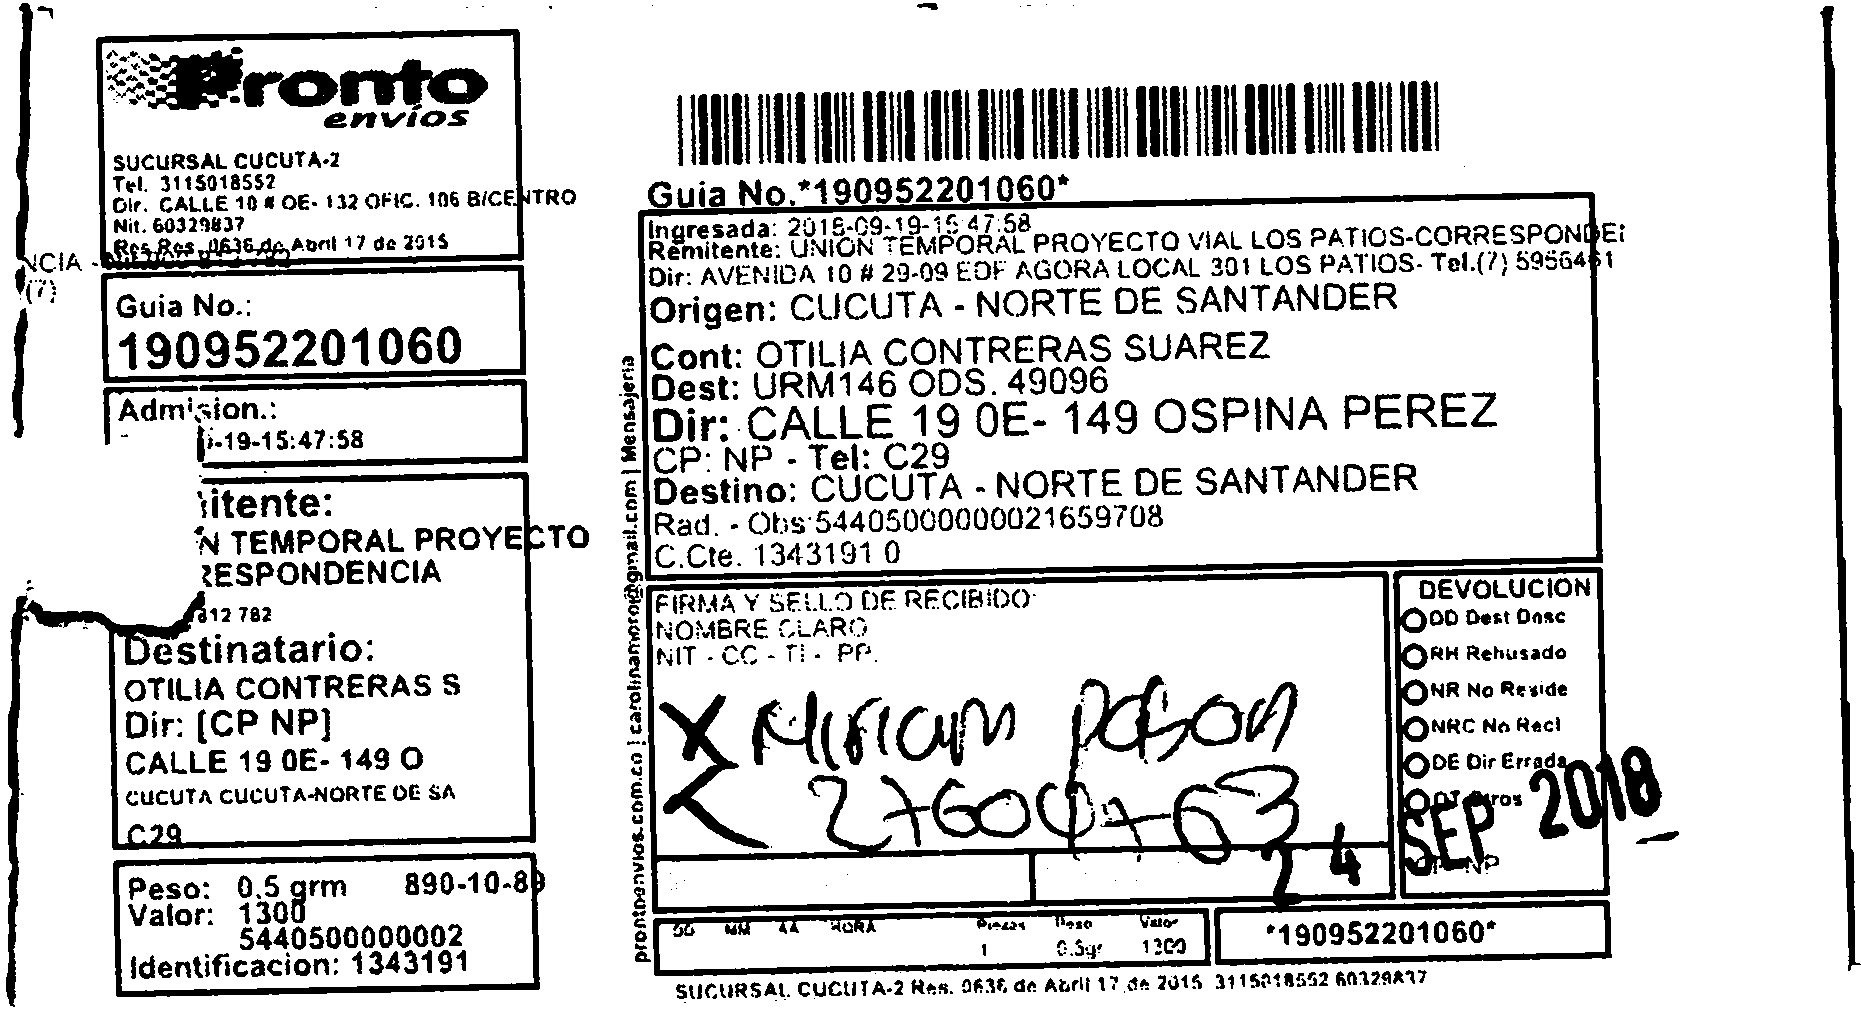 Pronto
envíos
SUCURSAL CUCUTA-2
Tel. 3115018552
Dir. CALLE 10 # OE- 132 OFIC. 106 B/CENTRO
Nit. 60329837
Res Res. 0636 de Abril 17 de 2015
NCIA -
(7)
Guia No.:
190952201060
Admision.:
-19-15:47:58
itente:
N TEMPORAL PROYECTO
RESPONDENCIA
812 782
Destinatario:
OTILIA CONTRERAS S
Dir: [CP NP]
CALLE 19 0E- 149 O
CUCUTA CUCUTA-NORTE DE SA
C29
Peso: 0.5 grm 890-10-89
Valor: 1300
5440500000002
Identificacion: 1343191
prontoenvios.com.co | carolinamoro@gmail.com | Mensajeria
Guia No.*190952201060*
Ingresada: 2018-09-19-15:47:58
Remitente: UNION TEMPORAL PROYECTO VIAL LOS PATIOS-CORRESPONDE
Dir: AVENIDA 10 # 29-09 EDF AGORA LOCAL 301 LOS PATIOS- Tel.(7) 5956461
Origen: CUCUTA - NORTE DE SANTANDER
Cont: OTILIA CONTRERAS SUAREZ
Dest: URM146 ODS. 49096
Dir: CALLE 19 0E- 149 OSPINA PEREZ
CP: NP - Tel: C29
Destino: CUCUTA - NORTE DE SANTANDER
Rad. - Obs:54405000000021659708
C.Cte. 1343191 0
FIRMA Y SELLO DE RECIBIDO
NOMBRE CLARO
NIT - CC - TI - PP.
X Miriam
24 SEP 2018
DEVOLUCION
DD Dest Desc
RH Rehusado
NR No Reside
NRC No Recl
DE Dir Errada
OT Otros
NP
DD MM AA HORA Piezas Peso Valor
1 0.5gr 1300
*190952201060*
SUCURSAL CUCUTA-2 Res. 0636 de Abril 17 de 2015 3115018552 60329837